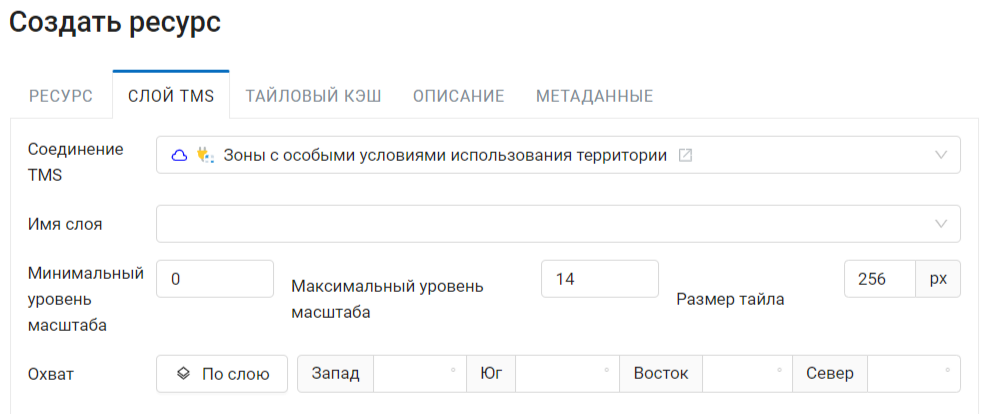 Создать ресурс
РЕСУРС СЛОЙ TMS ТАЙЛОВЫЙ КЭШ ОПИСАНИЕ МЕТАДАННЫЕ
Соединение TMS
Зоны с особыми условиями использования территории
Имя слоя
Минимальный уровень масштаба
0
Максимальный уровень масштаба
14
Размер тайла
256 px
Охват
По слою
Запад ° Юг ° Восток ° Север °